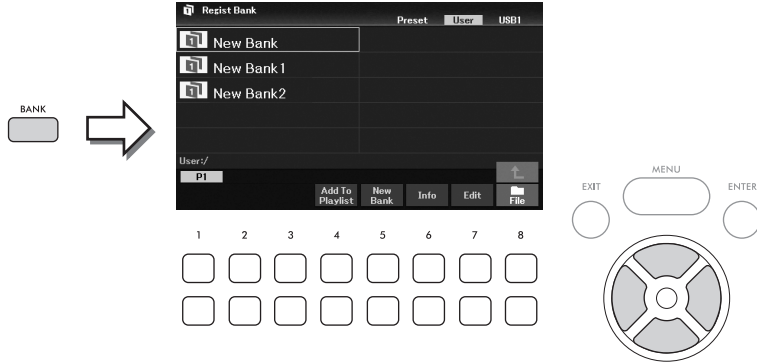 Regist Bank
Preset User USB1
New Bank
New Bank1
New Bank2
User:/
P1
Add To Playlist New Bank Info Edit File
BANK
1 2 3 4 5 6 7 8
EXIT MENU ENTER